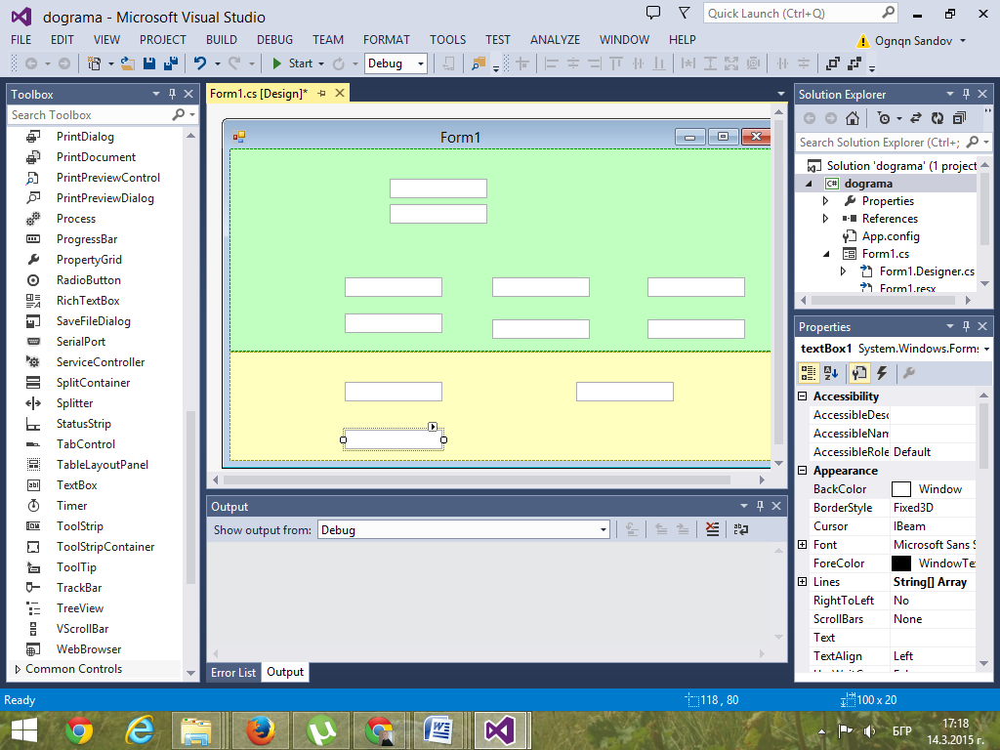 dograma - Microsoft Visual Studio
Quick Launch (Ctrl+Q)
FILE EDIT VIEW PROJECT BUILD DEBUG TEAM FORMAT TOOLS TEST ANALYZE WINDOW HELP
Ognqn Sandov
Start Debug
Toolbox
Search Toolbox
PrintDialog
PrintDocument
PrintPreviewControl
PrintPreviewDialog
Process
ProgressBar
PropertyGrid
RadioButton
RichTextBox
SaveFileDialog
SerialPort
ServiceController
SplitContainer
Splitter
StatusStrip
TabControl
TableLayoutPanel
TextBox
Timer
ToolStrip
ToolStripContainer
ToolTip
TrackBar
TreeView
VScrollBar
WebBrowser
Common Controls
Form1.cs [Design]*
Form1
Output
Show output from: Debug
Error List Output
Solution Explorer
Search Solution Explorer (Ctrl+;
Solution 'dograma' (1 project
C# dograma
Properties
References
App.config
Form1.cs
Form1.Designer.cs
Form1.resx
Properties
textBox1 System.Windows.Forms
Accessibility
AccessibleDesc
AccessibleNam
AccessibleRole Default
Appearance
BackColor Window
BorderStyle Fixed3D
Cursor IBeam
Font Microsoft Sans S
ForeColor WindowTex
Lines String[] Array
RightToLeft No
ScrollBars None
Text
TextAlign Left
Ready 118 , 80 100 x 20
БГР
17:18
14.3.2015 г.